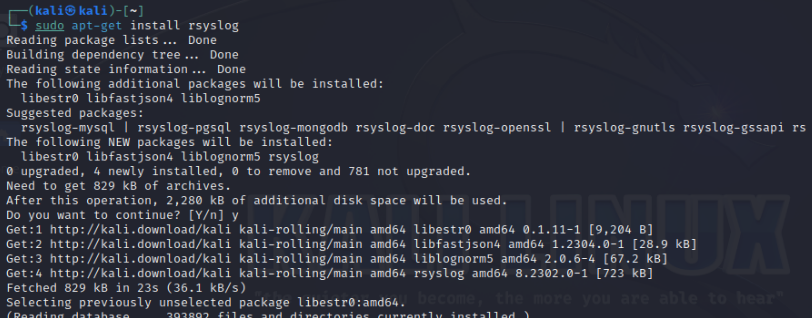 ┌──(kali㉿kali)-[~]
└─$ sudo apt-get install rsyslog
Reading package lists... Done
Building dependency tree... Done
Reading state information... Done
The following additional packages will be installed:
  libestr0 libfastjson4 liblognorm5
Suggested packages:
  rsyslog-mysql | rsyslog-pgsql rsyslog-mongodb rsyslog-doc rsyslog-openssl | rsyslog-gnutls rsyslog-gssapi rs
The following NEW packages will be installed:
  libestr0 libfastjson4 liblognorm5 rsyslog
0 upgraded, 4 newly installed, 0 to remove and 781 not upgraded.
Need to get 829 kB of archives.
After this operation, 2,280 kB of additional disk space will be used.
Do you want to continue? [Y/n] y
Get:1 http://kali.download/kali kali-rolling/main amd64 libestr0 amd64 0.1.11-1 [9,204 B]
Get:2 http://kali.download/kali kali-rolling/main amd64 libfastjson4 amd64 1.2304.0-1 [28.9 kB]
Get:3 http://kali.download/kali kali-rolling/main amd64 liblognorm5 amd64 2.0.6-4 [67.2 kB]
Get:4 http://kali.download/kali kali-rolling/main amd64 rsyslog amd64 8.2302.0-1 [723 kB]
Fetched 829 kB in 23s (36.1 kB/s)
Selecting previously unselected package libestr0:amd64.
(Reading database ... 393892 files and directories currently installed.)
KALI LINUX
become, the more you are able to hear"